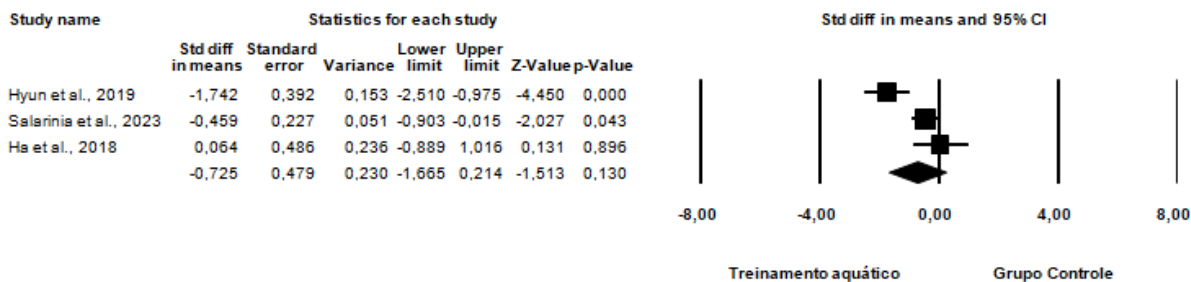 Study name Statistics for each study Std diff in means and 95% CI
Std diff Standard Lower Upper
in means error Variance limit limit Z-Value p-Value
Hyun et al., 2019 -1,742 0,392 0,153 -2,510 -0,975 -4,450 0,000
Salarinia et al., 2023 -0,459 0,227 0,051 -0,903 -0,015 -2,027 0,043
Ha et al., 2018 0,064 0,486 0,236 -0,889 1,016 0,131 0,896
-0,725 0,479 0,230 -1,665 0,214 -1,513 0,130
-8,00 -4,00 0,00 4,00 8,00
Treinamento aquático Grupo Controle